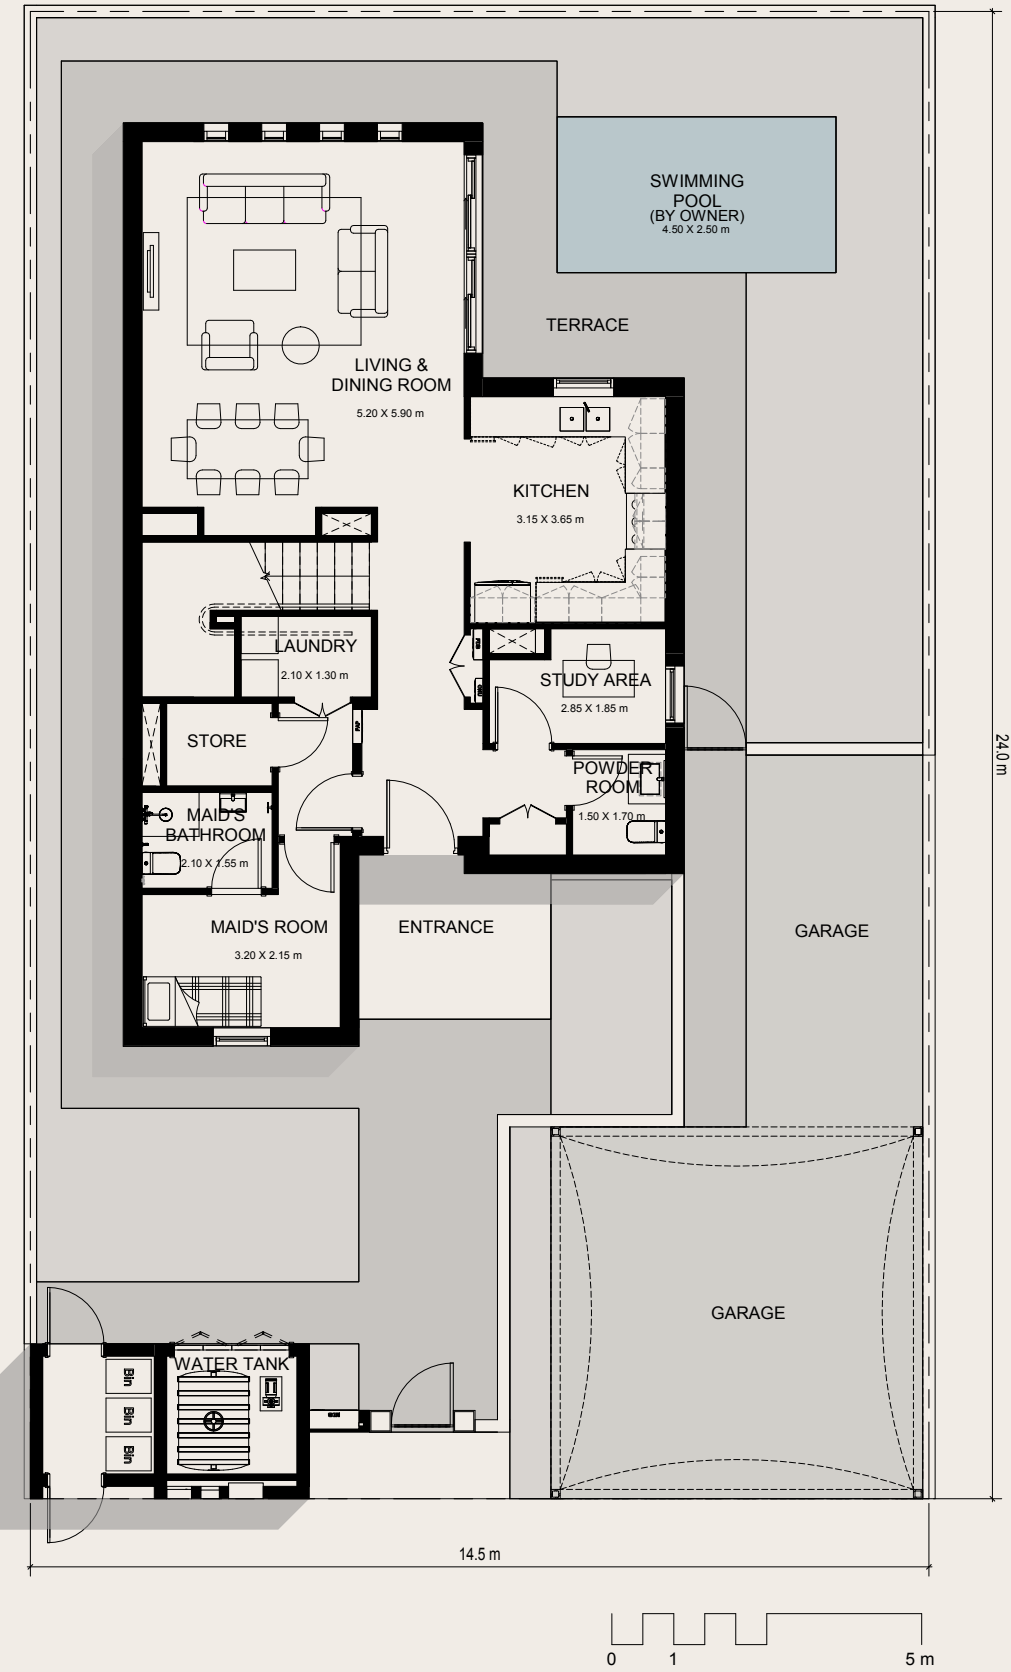 SWIMMING
POOL
(BY OWNER)
4.50 X 2.50 m
TERRACE
LIVING &
DINING ROOM
5.20 X 5.90 m
KITCHEN
3.15 X 3.65 m
LAUNDRY
2.10 X 1.30 m
STUDY AREA
2.85 X 1.85 m
STORE
24.0 m
POWDER
ROOM
1.50 X 1.70 m
MAID'S
BATHROOM
2.10 X 1.55 m
MAID'S ROOM
3.20 X 2.15 m
ENTRANCE
GARAGE
GARAGE
WATER TANK
Bin
Bin
Bin
14.5 m
0 1 5 m